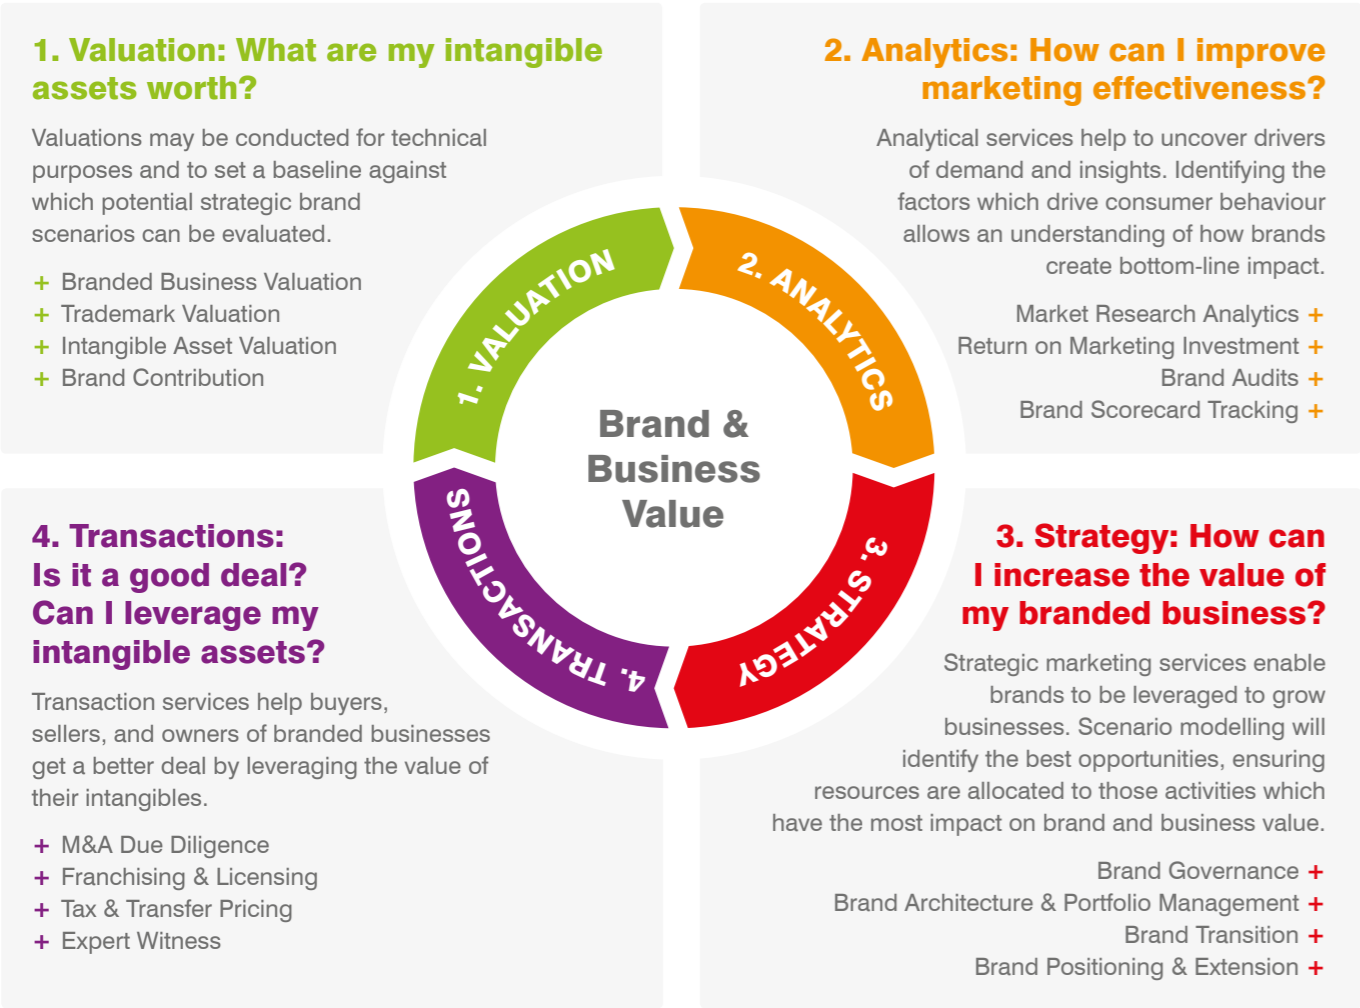 1. Valuation: What are my intangible
assets worth?
Valuations may be conducted for technical
purposes and to set a baseline against
which potential strategic brand
scenarios can be evaluated.
+ Branded Business Valuation
+ Trademark Valuation
+ Intangible Asset Valuation
+ Brand Contribution
2. Analytics: How can I improve
marketing effectiveness?
Analytical services help to uncover drivers
of demand and insights. Identifying the
factors which drive consumer behaviour
allows an understanding of how brands
create bottom-line impact.
Market Research Analytics +
Return on Marketing Investment +
Brand Audits +
Brand Scorecard Tracking +
1. VALUATION
2. ANALYTICS
3. STRATEGY
4. TRANSACTIONS
Brand &
Business
Value
3. Strategy: How can
I increase the value of
my branded business?
Strategic marketing services enable
brands to be leveraged to grow
businesses. Scenario modelling will
identify the best opportunities, ensuring
resources are allocated to those activities which
have the most impact on brand and business value.
Brand Governance +
Brand Architecture & Portfolio Management +
Brand Transition +
Brand Positioning & Extension +
4. Transactions:
Is it a good deal?
Can I leverage my
intangible assets?
Transaction services help buyers,
sellers, and owners of branded businesses
get a better deal by leveraging the value of
their intangibles.
+ M&A Due Diligence
+ Franchising & Licensing
+ Tax & Transfer Pricing
+ Expert Witness